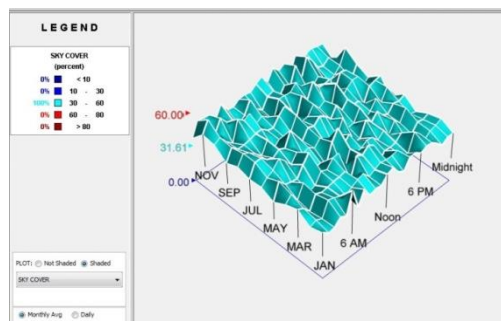 LEGEND
SKY COVER
(percent)
0% < 10
0% 10 - 30
100% 30 - 60
0% 60 - 80
0% > 80
60.00
31.61
0.00
NOV
SEP
JUL
MAY
MAR
JAN
6 AM
Noon
6 PM
Midnight
PLOT: Not Shaded Shaded
SKY COVER
Monthly Avg Daily